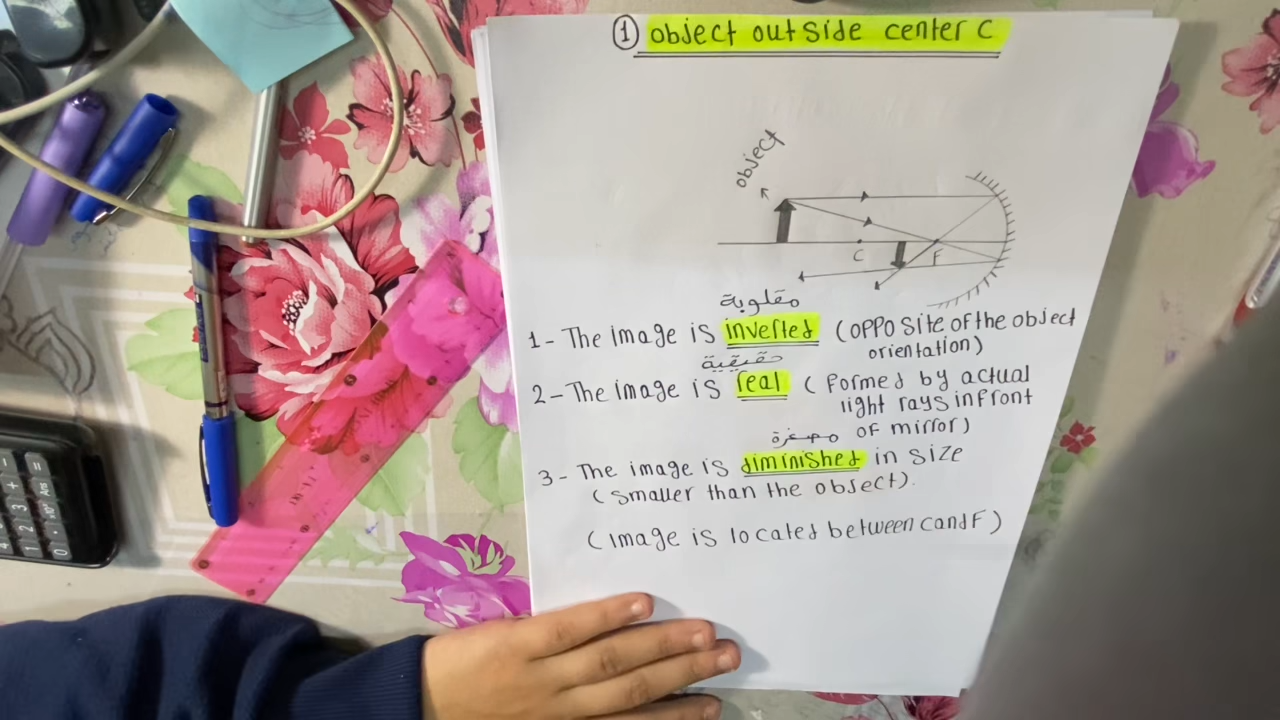 ① object outside center C
object
C
F
مقلوبة
1- The image is inverted (opposite of the object
orientation)
حقيقية
2- The image is real (formed by actual
light rays infront
of mirror)
مصغرة
3- The image is diminished in size
(smaller than the object).
(image is located between c and F)